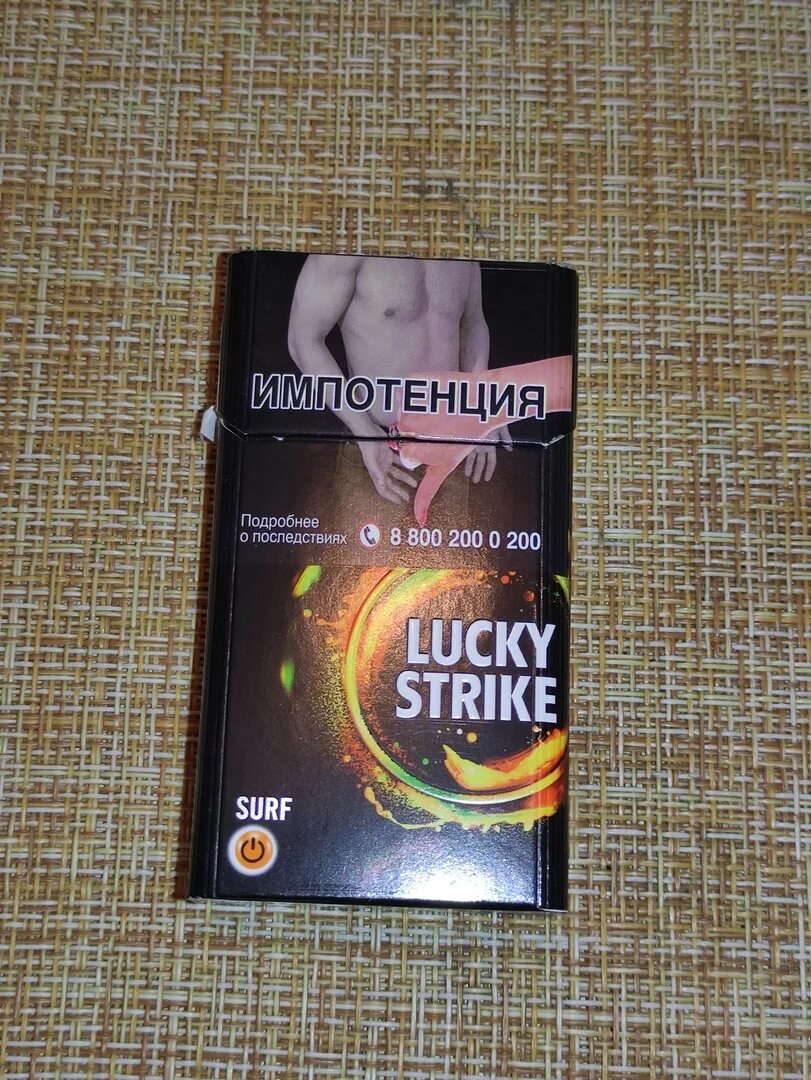 ИМПОТЕНЦИЯ
Подробнее
о последствиях 8 800 200 0 200
LUCKY
STRIKE
SURF